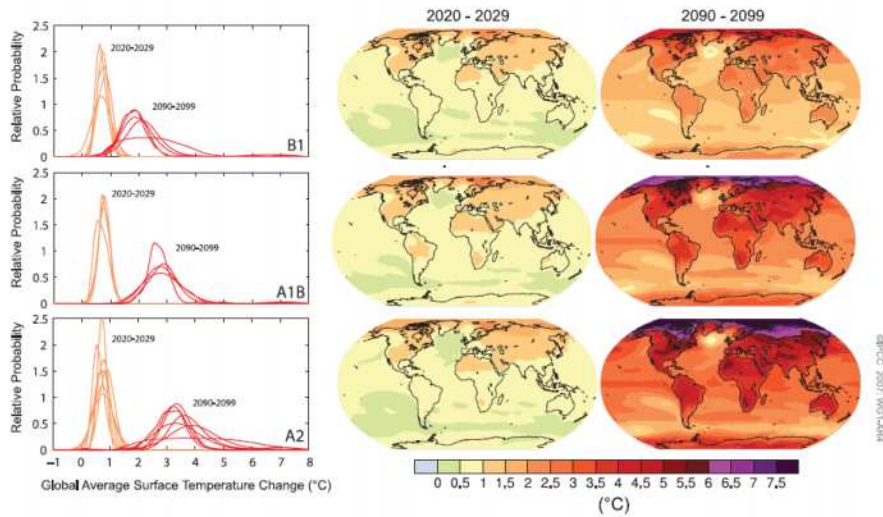 2020 - 2029 2090 - 2099
Relative Probability
2.5
2
1.5
1
0.5
0
2020-2029
2090-2099
B1
Relative Probability
2.5
2
1.5
1
0.5
0
2020-2029
2090-2099
A1B
Relative Probability
2.5
2
1.5
1
0.5
0
2020-2029
2090-2099
A2
−1 0 1 2 3 4 5 6 7 8
Global Average Surface Temperature Change (°C)
0 0.5 1 1.5 2 2.5 3 3.5 4 4.5 5 5.5 6 6.5 7 7.5
(°C)
©IPCC 2007: WG1-AR4